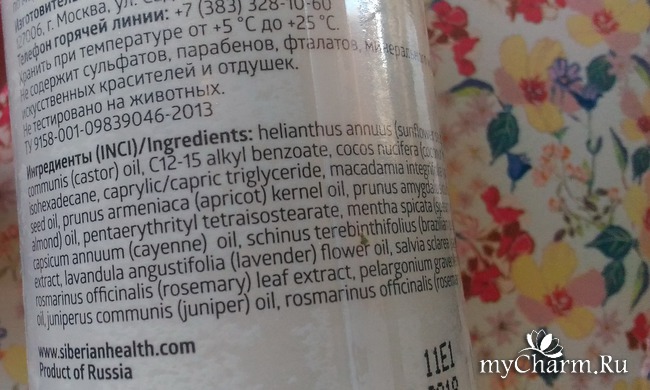 Изготовитель
127006, г. Москва, ул.
Телефон горячей линии: +7 (383) 328-10-60
Хранить при температуре от +5 °C до +25 °C.
Не содержит сульфатов, парабенов, фталатов,
искусственных красителей и отдушек.
Не тестировано на животных.
ТУ 9158-001-09839046-2013
Ингредиенты (INCI)/Ingredients: helianthus annuus (sunflower
communis (castor) oil, C12-15 alkyl benzoate, cocos nucifera
isohexadecane, caprylic/capric triglyceride, macadamia
seed oil, prunus armeniaca (apricot) kernel oil, prunus
almond) oil, pentaerythrityl tetraisostearate, mentha spicata
capsicum annuum (cayenne) oil, schinus terebinthifolius
extract, lavandula angustifolia (lavender) flower oil, salvia sclarea
rosmarinus officinalis (rosemary) leaf extract, pelargonium
oil, juniperus communis (juniper) oil, rosmarinus officinalis
www.siberianhealth.com
Product of Russia
11E1
myCharm.Ru